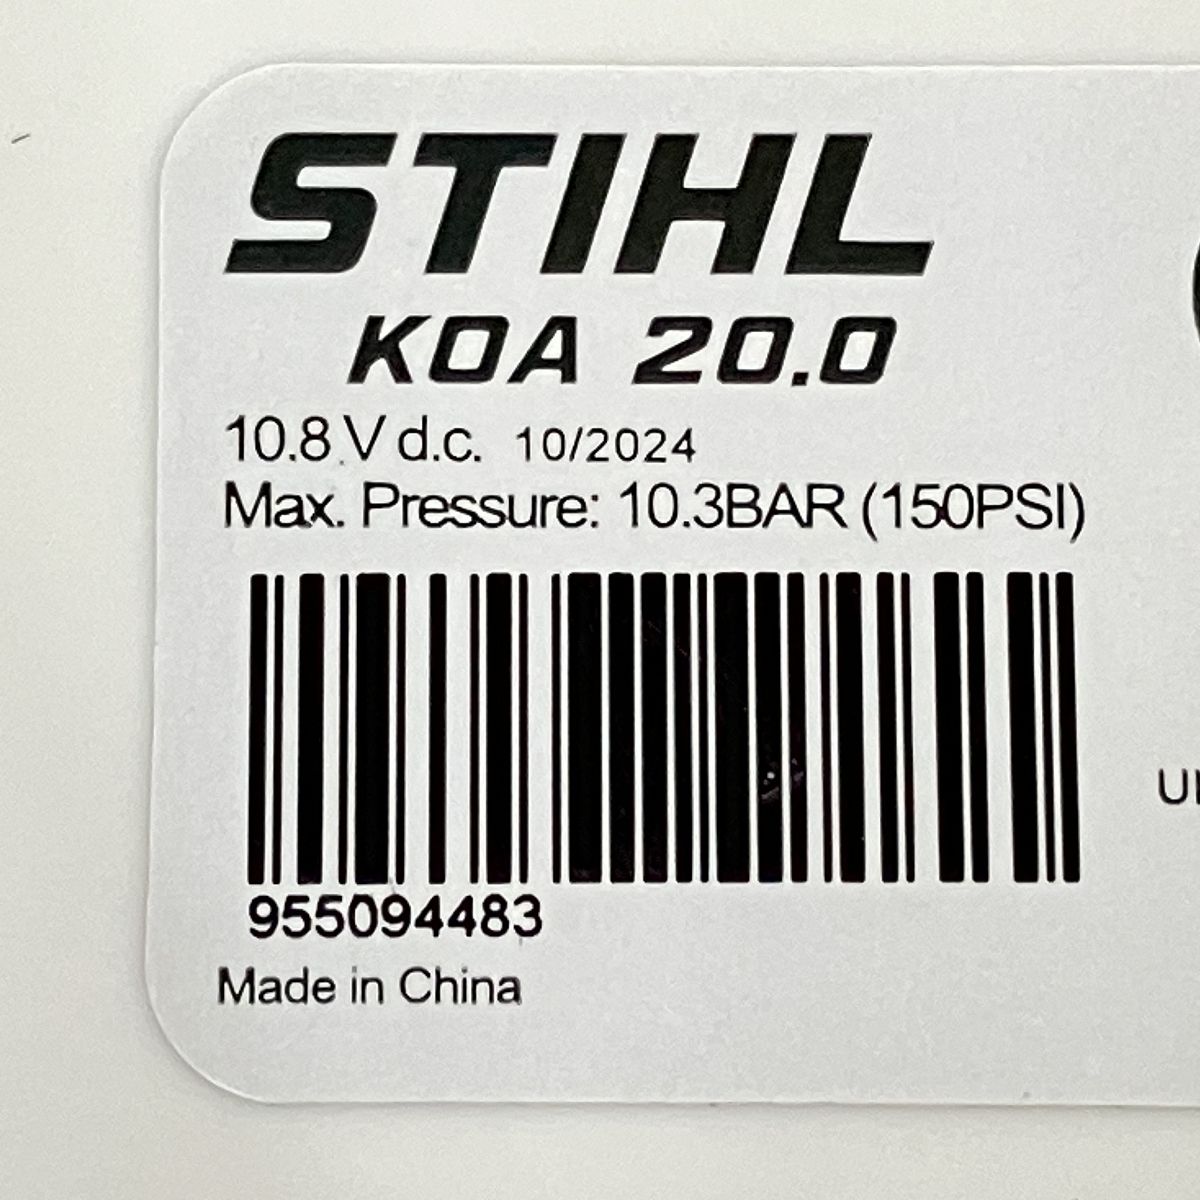 STIHL
KOA 20.0
10.8 V d.c. 10/2024
Max. Pressure: 10.3BAR (150PSI)
955094483
Made in China